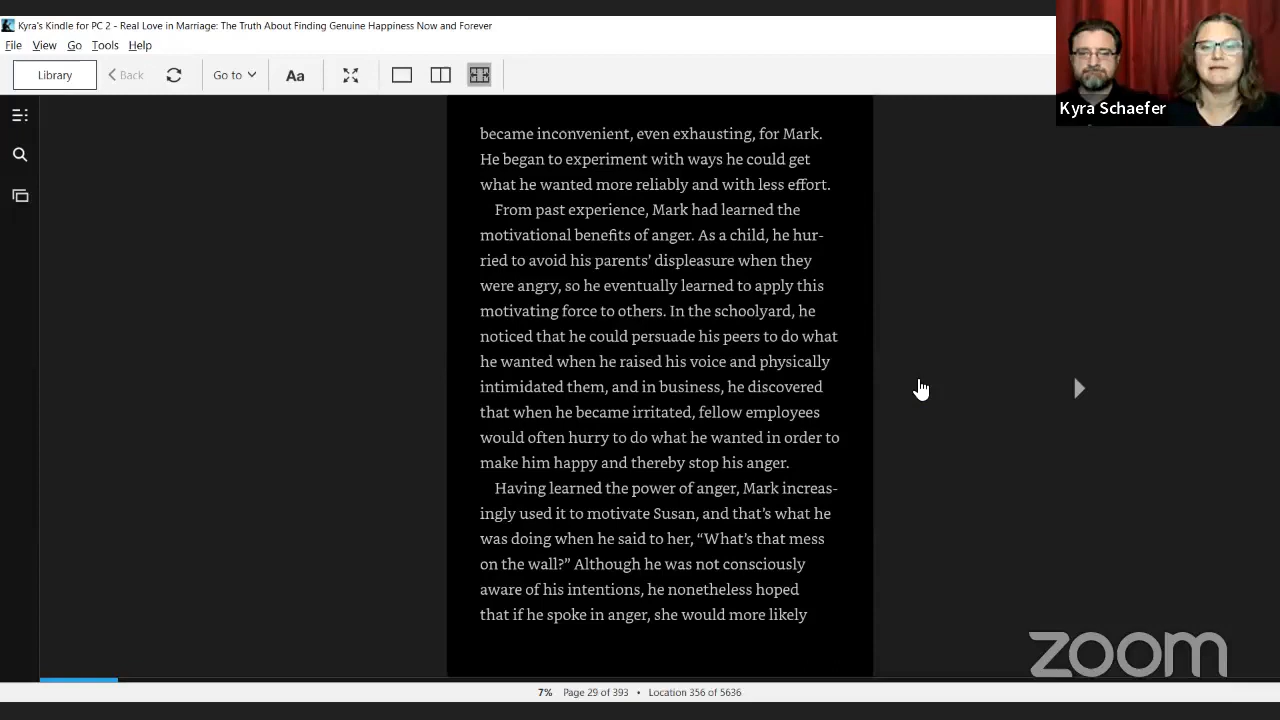 Kyra's Kindle for PC 2 - Real Love in Marriage: The Truth About Finding Genuine Happiness Now and Forever
File View Go Tools Help
Library Back Go to Aa
Kyra Schaefer
became inconvenient, even exhausting, for Mark.
He began to experiment with ways he could get
what he wanted more reliably and with less effort.
From past experience, Mark had learned the
motivational benefits of anger. As a child, he hur-
ried to avoid his parents’ displeasure when they
were angry, so he eventually learned to apply this
motivating force to others. In the schoolyard, he
noticed that he could persuade his peers to do what
he wanted when he raised his voice and physically
intimidated them, and in business, he discovered
that when he became irritated, fellow employees
would often hurry to do what he wanted in order to
make him happy and thereby stop his anger.
Having learned the power of anger, Mark increas-
ingly used it to motivate Susan, and that’s what he
was doing when he said to her, “What’s that mess
on the wall?” Although he was not consciously
aware of his intentions, he nonetheless hoped
that if he spoke in anger, she would more likely
zoom
7% Page 29 of 393 • Location 356 of 5636